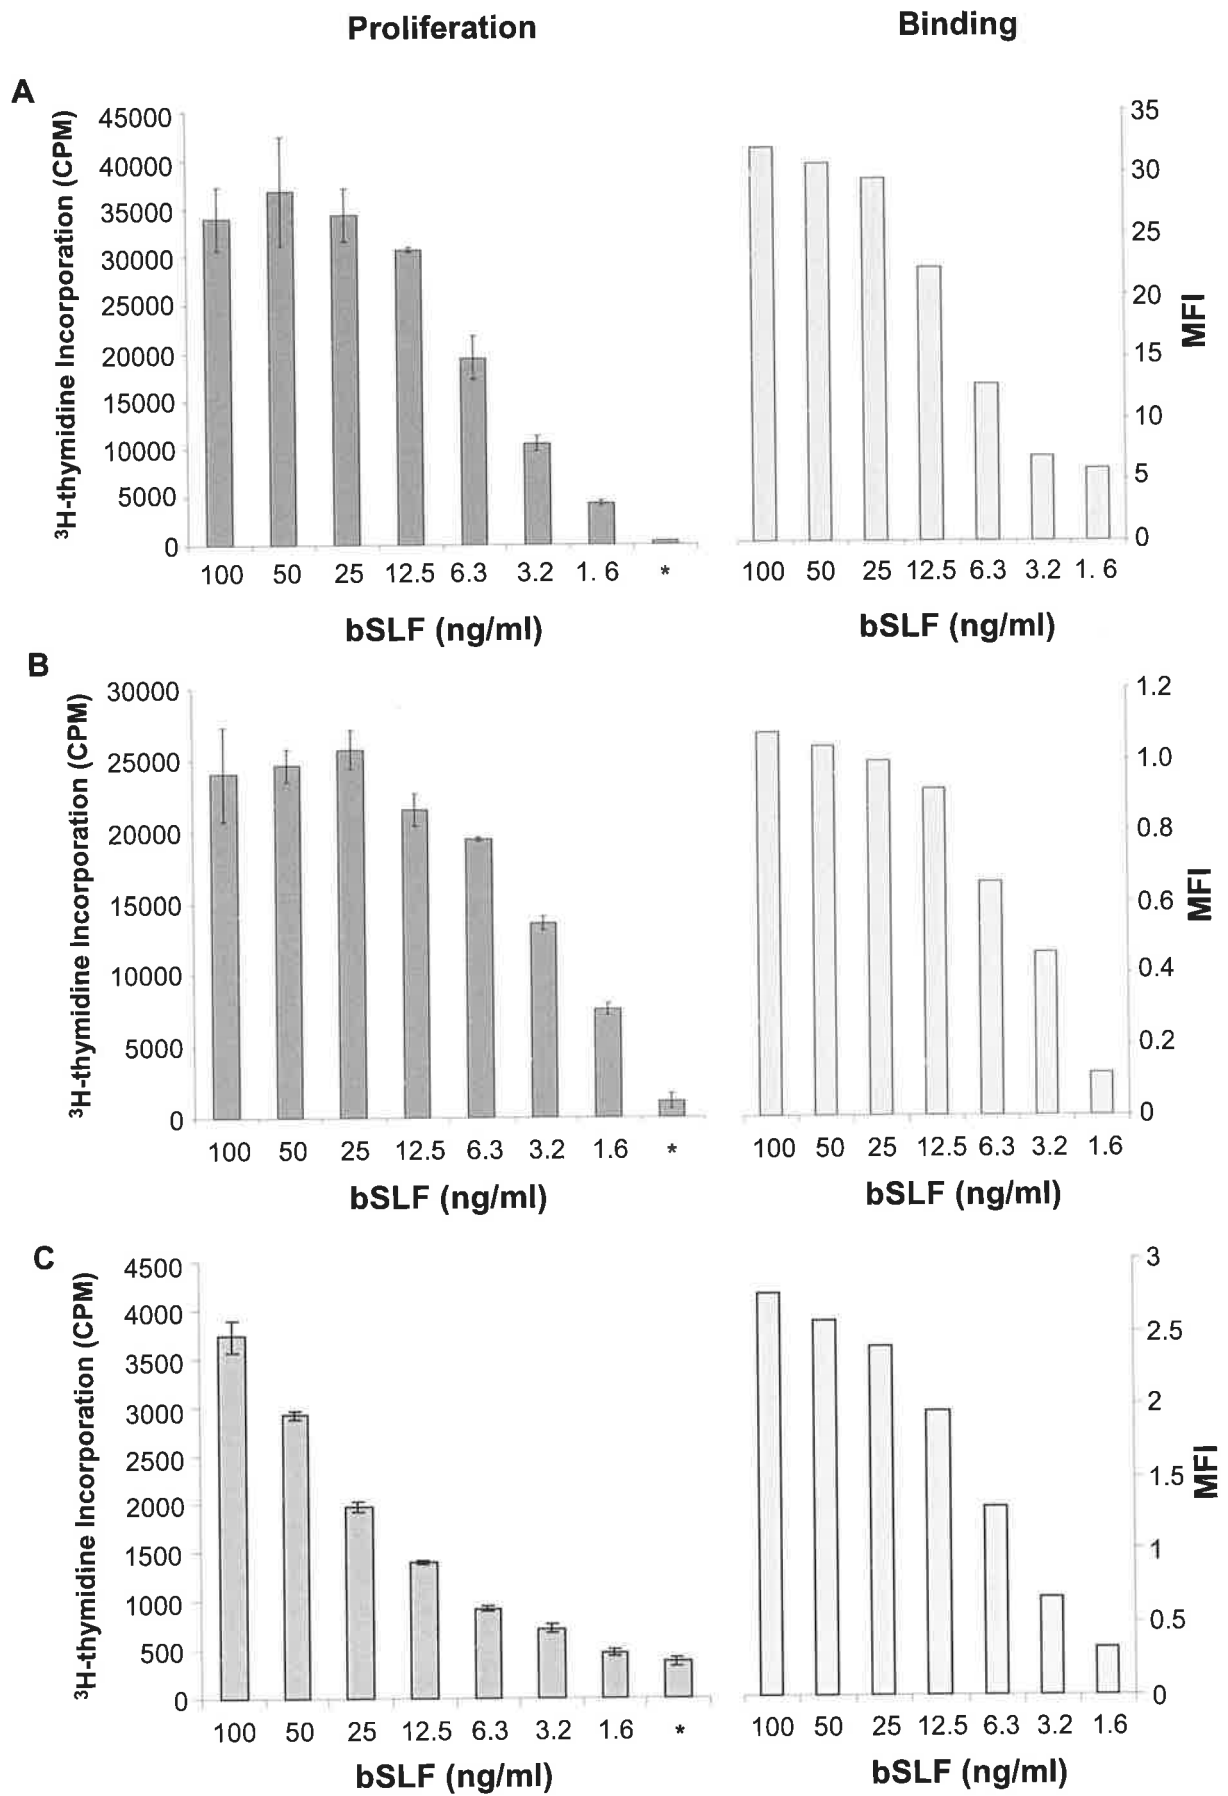 Proliferation
Binding
A
³H-thymidine Incorporation (CPM)
45000
40000
35000
30000
25000
20000
15000
10000
5000
0
100 50 25 12.5 6.3 3.2 1. 6 *
bSLF (ng/ml)
35
30
25
20
15
10
5
0
MFI
100 50 25 12.5 6.3 3.2 1. 6
bSLF (ng/ml)
B
³H-thymidine Incorporation (CPM)
30000
25000
20000
15000
10000
5000
0
100 50 25 12.5 6.3 3.2 1.6 *
bSLF (ng/ml)
1.2
1.0
0.8
0.6
0.4
0.2
0
MFI
100 50 25 12.5 6.3 3.2 1.6
bSLF (ng/ml)
C
³H-thymidine Incorporation (CPM)
4500
4000
3500
3000
2500
2000
1500
1000
500
0
100 50 25 12.5 6.3 3.2 1.6 *
bSLF (ng/ml)
3
2.5
2
1.5
1
0.5
0
MFI
100 50 25 12.5 6.3 3.2 1.6
bSLF (ng/ml)